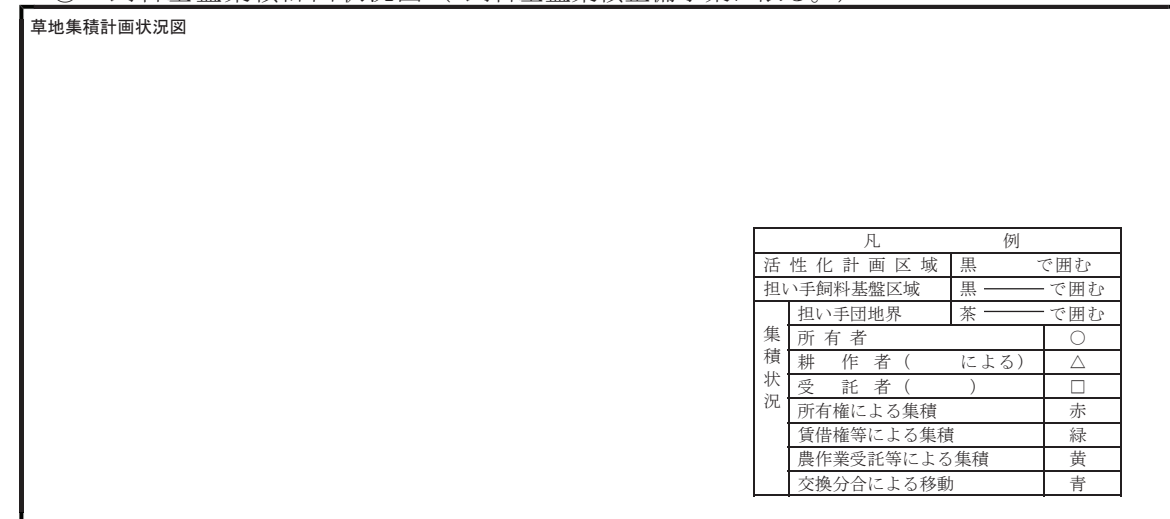 草地集積計画状況図
凡 例
活性化計画区域 黒 で囲む
担い手飼料基盤区域 黒 ――― で囲む
担い手団地界 茶 ――― で囲む
集積状況
所有者 ○
耕作者( による) △
受託者( ) □
所有権による集積 赤
賃借権等による集積 緑
農作業受託等による集積 黄
交換分合による移動 青